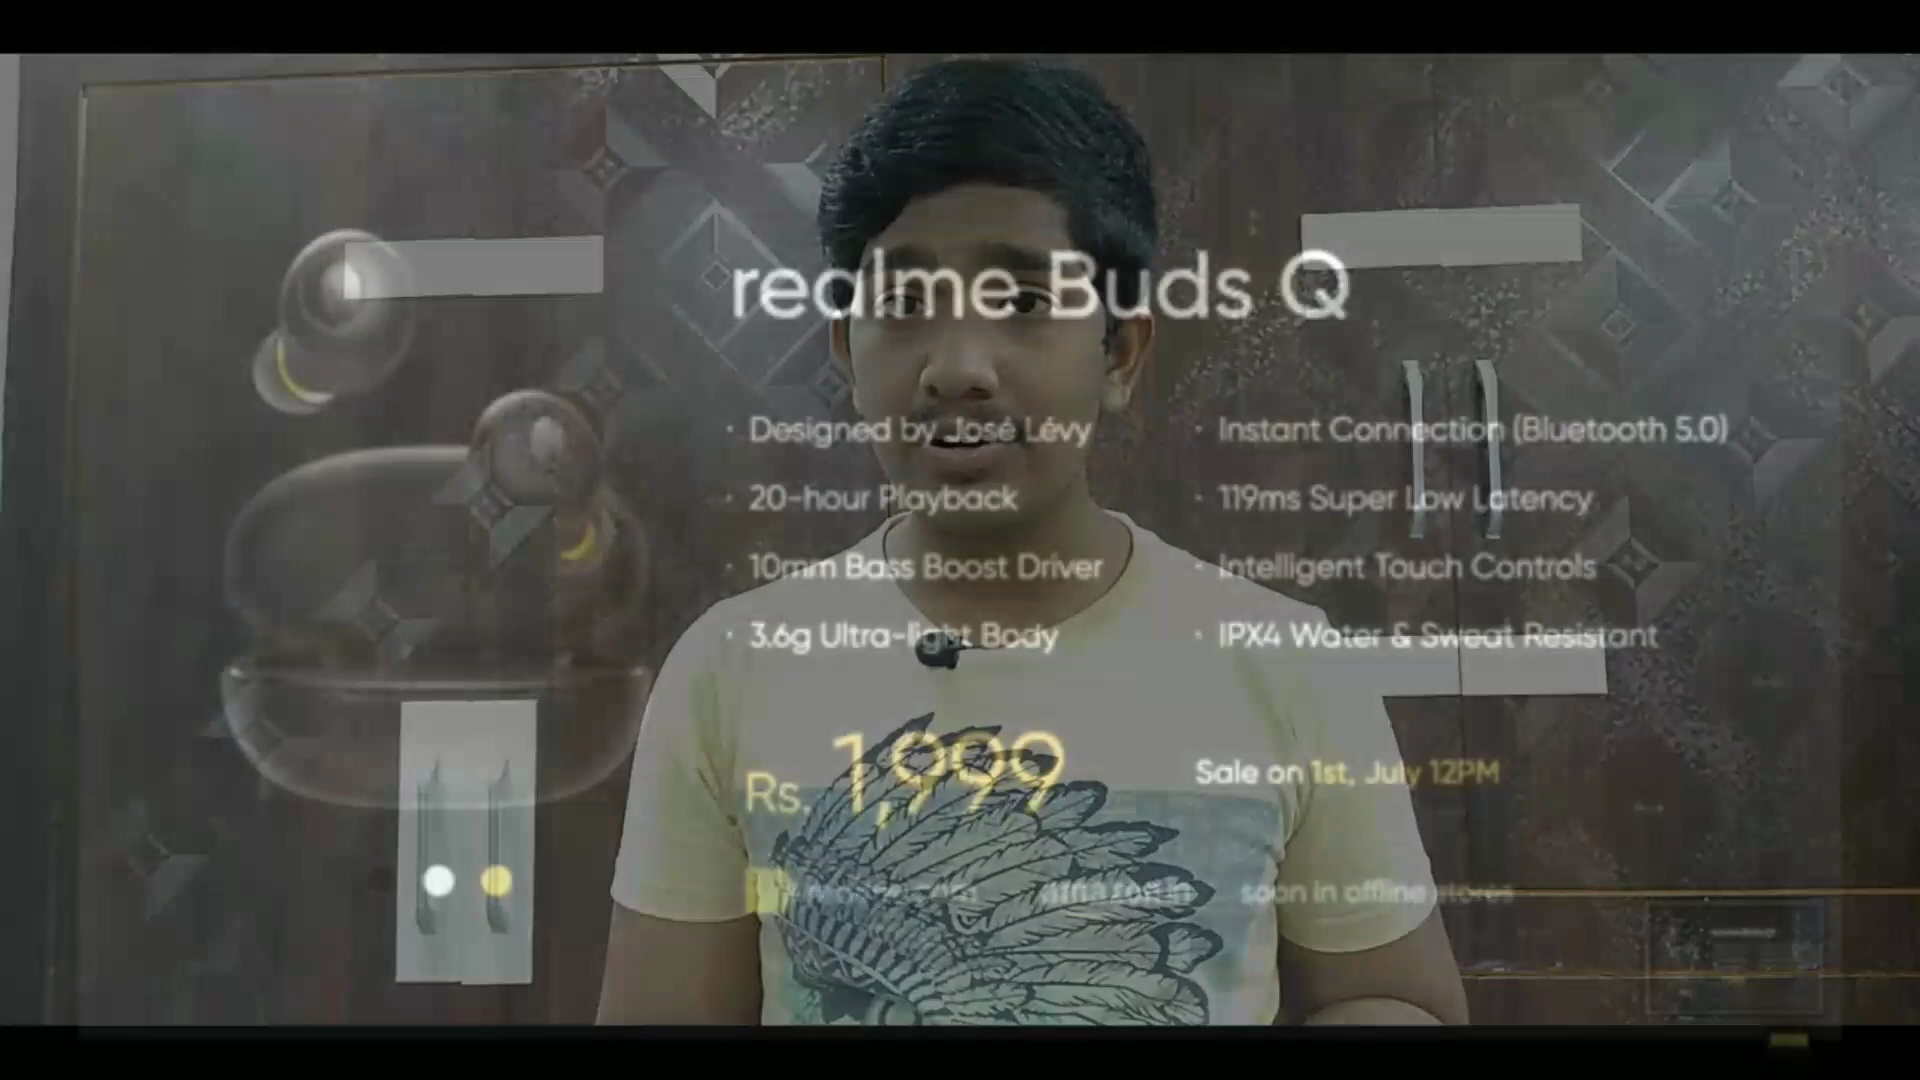 realme Buds Q
· Designed by José Lévy
· 20-hour Playback
· 10mm Bass Boost Driver
· 3.6g Ultra-light Body
· Instant Connection (Bluetooth 5.0)
· 119ms Super Low Latency
· Intelligent Touch Controls
· IPX4 Water & Sweat Resistant
Rs. 1,999
Sale on 1st, July 12PM
amazon.in
soon in offline stores